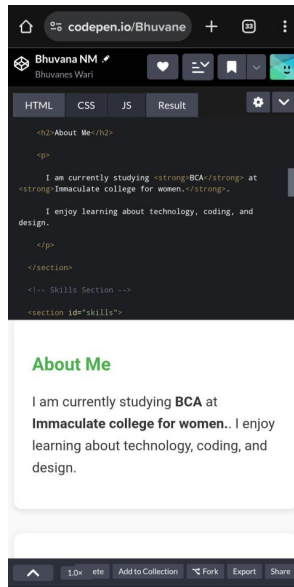 codepen.io/Bhuvane
33
Bhuvana NM
Bhuvanes Wari
HTML CSS JS Result
<h2>About Me</h2>
<p>
I am currently studying <strong>BCA</strong> at
<strong>Immaculate college for women.</strong>.
I enjoy learning about technology, coding, and
design.
</p>
</section>
<!-- Skills Section -->
<section id="skills">
About Me
I am currently studying BCA at
Immaculate college for women.. I enjoy
learning about technology, coding, and
design.
1.0× ete Add to Collection Fork Export Share